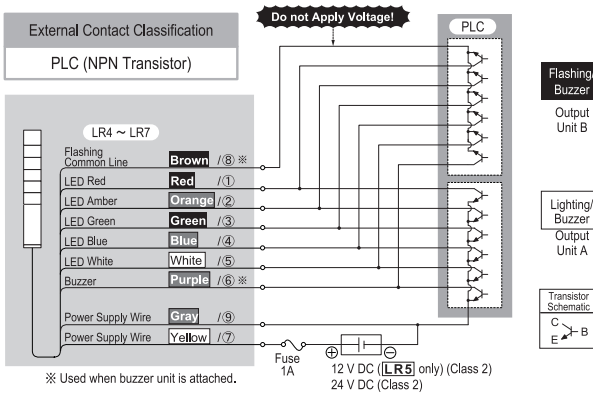 External Contact Classification
PLC (NPN Transistor)
Do not Apply Voltage!
PLC
LR4 ~ LR7
Flashing
Common Line
Brown /⑧ ※
LED Red Red /①
LED Amber Orange /②
LED Green Green /③
LED Blue Blue /④
LED White White /⑤
Buzzer Purple /⑥ ※
Power Supply Wire Gray /⑨
Power Supply Wire Yellow /⑦
※ Used when buzzer unit is attached.
Fuse
1A
⊕ ⊖
12 V DC (LR5 only) (Class 2)
24 V DC (Class 2)
Flashing/
Buzzer
Output
Unit B
Lighting/
Buzzer
Output
Unit A
Transistor
Schematic
C
B
E